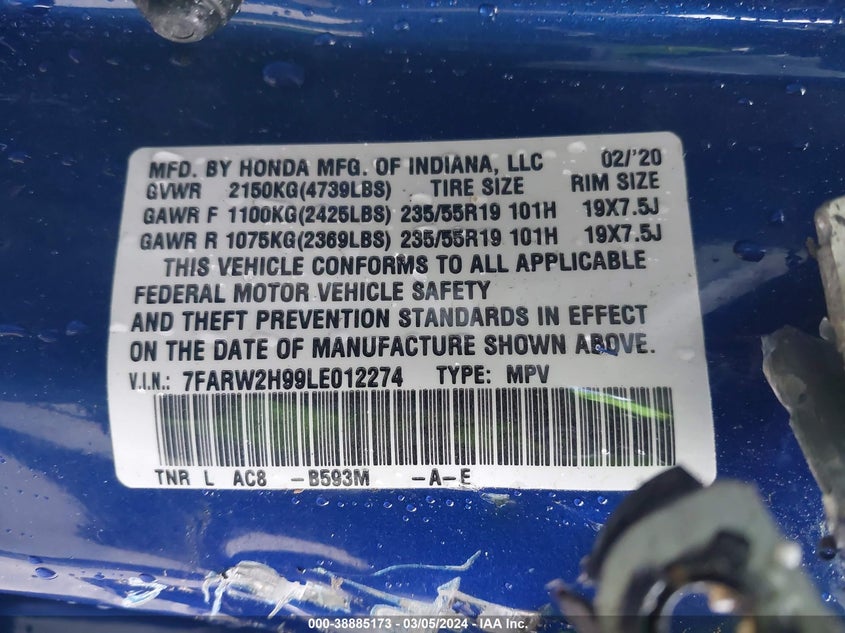 MFD. BY HONDA MFG. OF INDIANA, LLC 02/'20
GVWR 2150KG(4739LBS) TIRE SIZE RIM SIZE
GAWR F 1100KG(2425LBS) 235/55R19 101H 19X7.5J
GAWR R 1075KG(2369LBS) 235/55R19 101H 19X7.5J
THIS VEHICLE CONFORMS TO ALL APPLICABLE
FEDERAL MOTOR VEHICLE SAFETY
AND THEFT PREVENTION STANDARDS IN EFFECT
ON THE DATE OF MANUFACTURE SHOWN ABOVE.
V.I.N.: 7FARW2H99LE012274 TYPE: MPV
TNR L AC8 -B593M -A-E
000-38885173 - 03/05/2024 - IAA Inc.